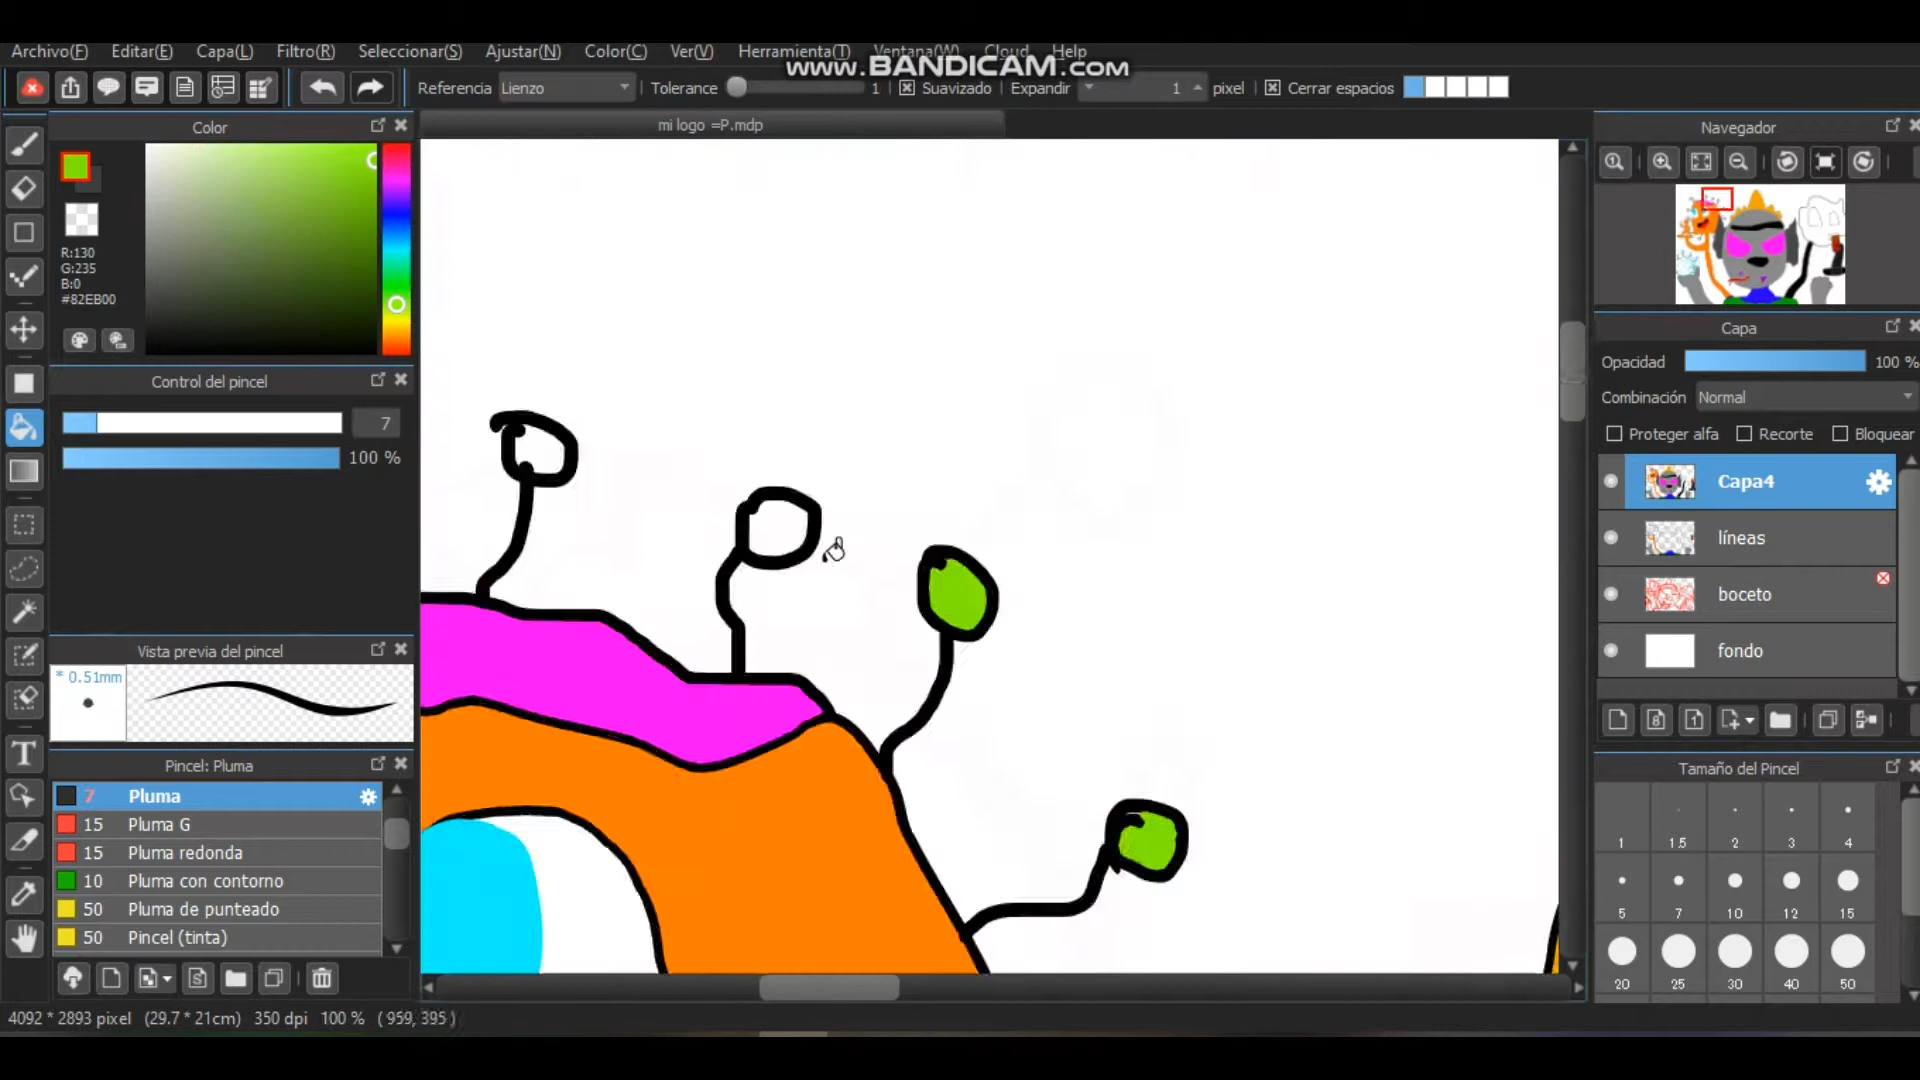 Archivo(F) Editar(E) Capa(L) Filtro(R) Seleccionar(S) Ajustar(N) Color(C) Ver(V) Herramienta(T) Ventana(W) Cloud Help
www.BANDICAM.com
Referencia Lienzo Tolerance 1 Suavizado Expandir 1 pixel Cerrar espacios
Color
mi logo =P.mdp
Navegador
R:130
G:235
B:0
#82EB00
Capa
Opacidad 100 %
Combinación Normal
Proteger alfa Recorte Bloquear
Control del pincel
7
100 %
Capa4
líneas
boceto
fondo
8 1
Vista previa del pincel
* 0.51mm
T
Pincel: Pluma
7 Pluma
15 Pluma G
15 Pluma redonda
10 Pluma con contorno
50 Pluma de punteado
50 Pincel (tinta)
Tamaño del Pincel
1 1.5 2 3 4
5 7 10 12 15
20 25 30 40 50
4092 * 2893 pixel (29.7 * 21cm) 350 dpi 100 % ( 959, 395 )